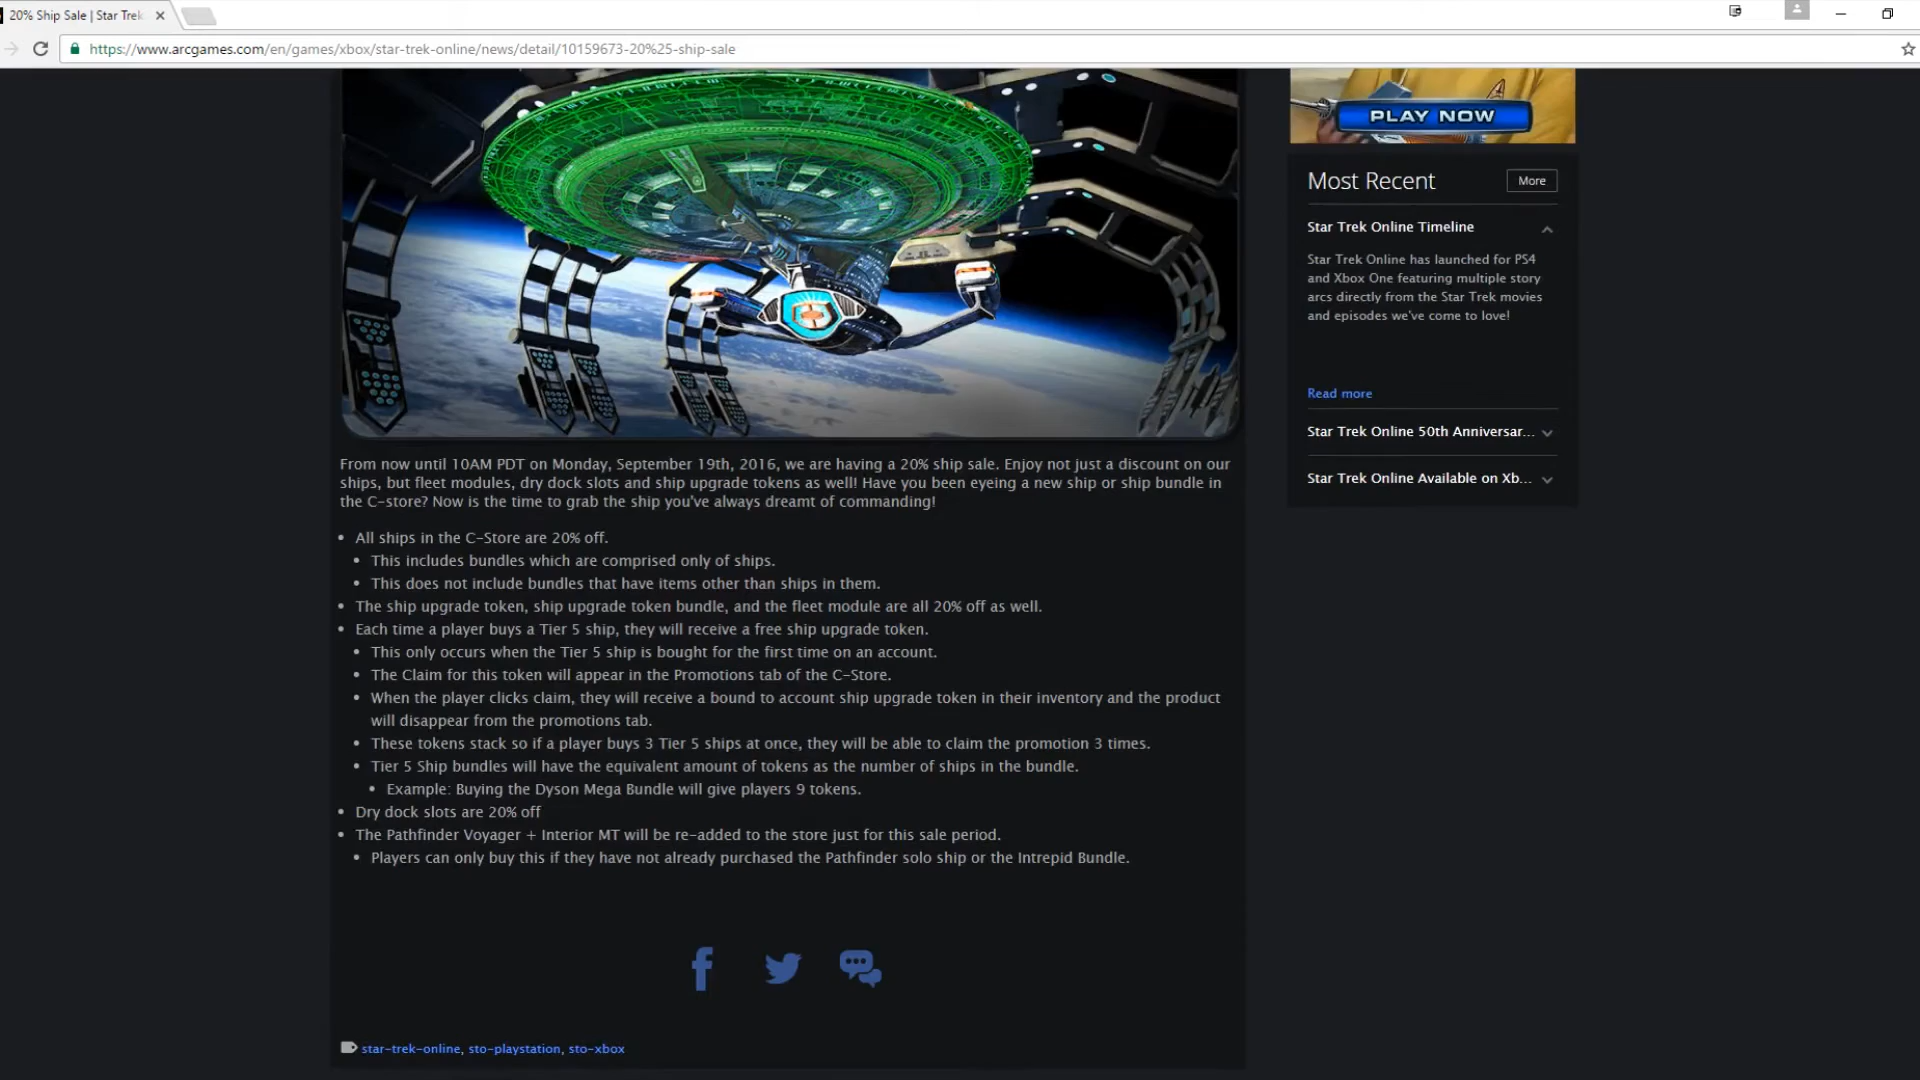 20% Ship Sale | Star Trek
https://www.arcgames.com/en/games/xbox/star-trek-online/news/detail/10159673-20%25-ship-sale
PLAY NOW
Most Recent
More
Star Trek Online Timeline
Star Trek Online has launched for PS4
and Xbox One featuring multiple story
arcs directly from the Star Trek movies
and episodes we've come to love!
Read more
Star Trek Online 50th Anniversar...
Star Trek Online Available on Xb...
From now until 10AM PDT on Monday, September 19th, 2016, we are having a 20% ship sale. Enjoy not just a discount on our
ships, but fleet modules, dry dock slots and ship upgrade tokens as well! Have you been eyeing a new ship or ship bundle in
the C-store? Now is the time to grab the ship you've always dreamt of commanding!
• All ships in the C-Store are 20% off.
• This includes bundles which are comprised only of ships.
• This does not include bundles that have items other than ships in them.
• The ship upgrade token, ship upgrade token bundle, and the fleet module are all 20% off as well.
• Each time a player buys a Tier 5 ship, they will receive a free ship upgrade token.
• This only occurs when the Tier 5 ship is bought for the first time on an account.
• The Claim for this token will appear in the Promotions tab of the C-Store.
• When the player clicks claim, they will receive a bound to account ship upgrade token in their inventory and the product
will disappear from the promotions tab.
• These tokens stack so if a player buys 3 Tier 5 ships at once, they will be able to claim the promotion 3 times.
• Tier 5 Ship bundles will have the equivalent amount of tokens as the number of ships in the bundle.
• Example: Buying the Dyson Mega Bundle will give players 9 tokens.
• Dry dock slots are 20% off
• The Pathfinder Voyager + Interior MT will be re-added to the store just for this sale period.
• Players can only buy this if they have not already purchased the Pathfinder solo ship or the Intrepid Bundle.
star-trek-online, sto-playstation, sto-xbox